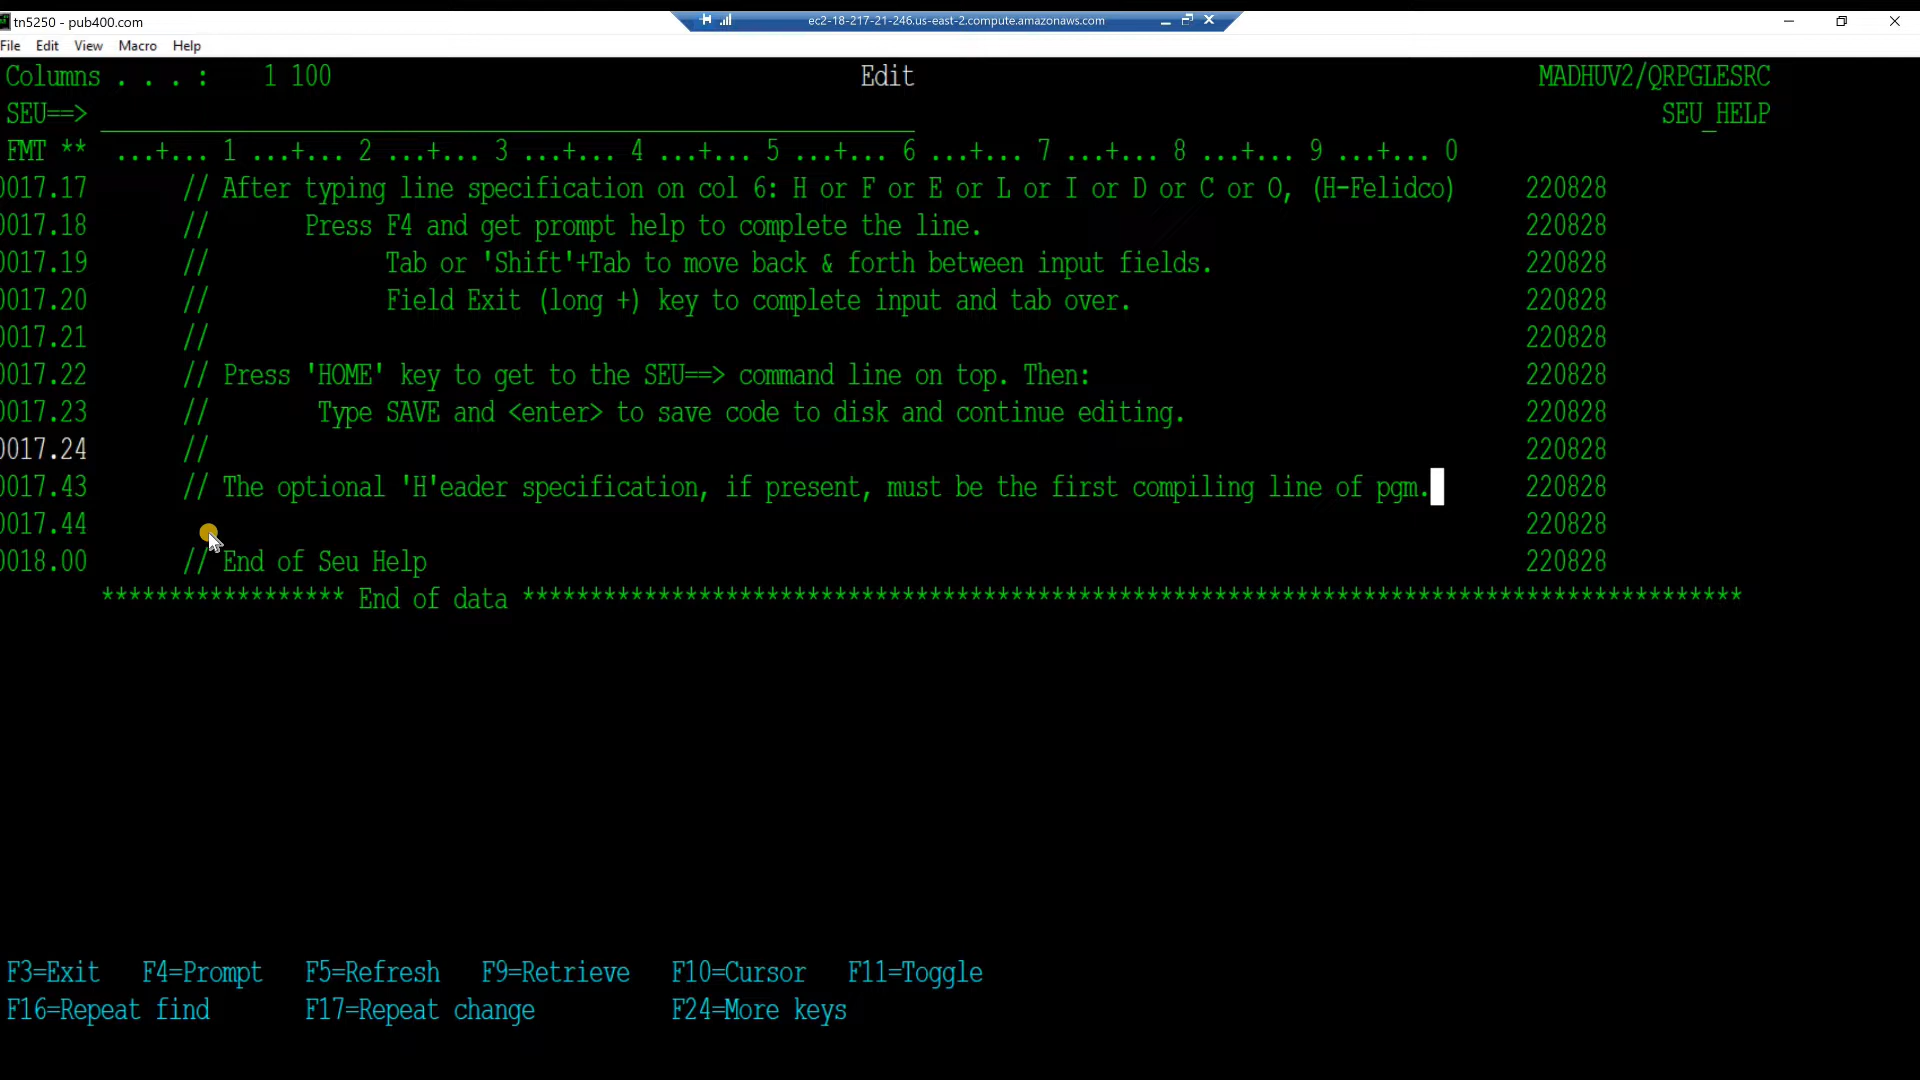 tn5250 - pub400.com
ec2-18-217-21-246.us-east-2.compute.amazonaws.com
File Edit View Macro Help
Columns . . . : 1 100 Edit MADHUV2/QRPGLESRC
SEU==> SEU_HELP
FMT ** ...+... 1 ...+... 2 ...+... 3 ...+... 4 ...+... 5 ...+... 6 ...+... 7 ...+... 8 ...+... 9 ...+... 0
0017.17 // After typing line specification on col 6: H or F or E or L or I or D or C or O, (H-Felidco) 220828
0017.18 // Press F4 and get prompt help to complete the line. 220828
0017.19 // Tab or 'Shift'+Tab to move back & forth between input fields. 220828
0017.20 // Field Exit (long +) key to complete input and tab over. 220828
0017.21 // 220828
0017.22 // Press 'HOME' key to get to the SEU==> command line on top. Then: 220828
0017.23 // Type SAVE and <enter> to save code to disk and continue editing. 220828
0017.24 // 220828
0017.43 // The optional 'H'eader specification, if present, must be the first compiling line of pgm. 220828
0017.44 220828
0018.00 // End of Seu Help 220828
****************** End of data ******************************************************************************************
F3=Exit F4=Prompt F5=Refresh F9=Retrieve F10=Cursor F11=Toggle
F16=Repeat find F17=Repeat change F24=More keys